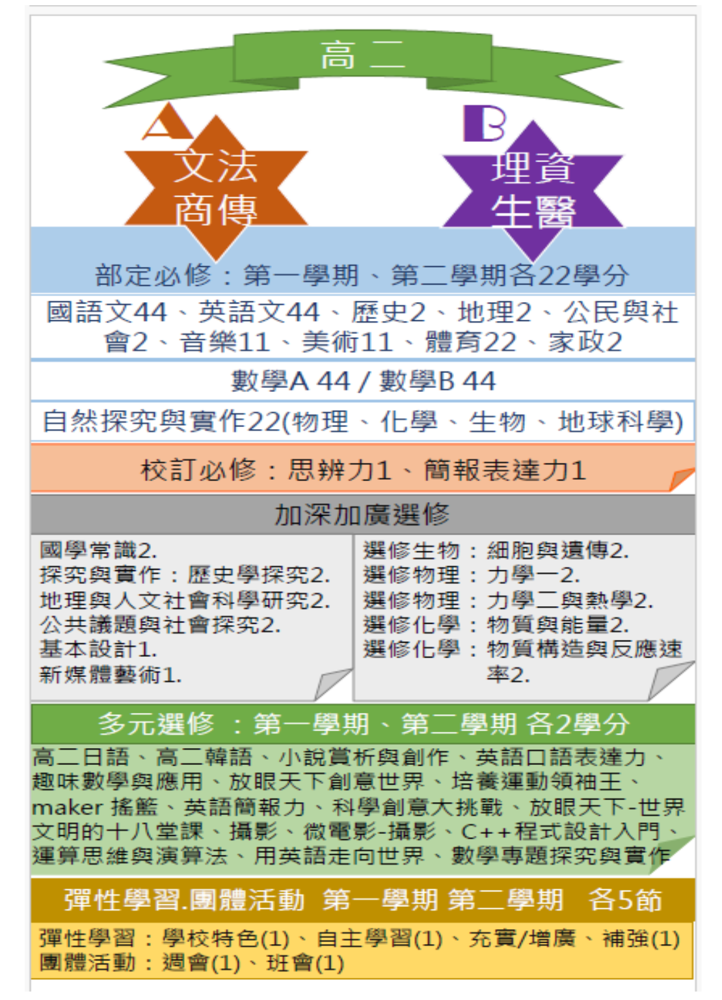 高二
A
文法
商傳
B
理資
生醫
部定必修：第一學期、第二學期各22學分
國語文44、英語文44、歷史2、地理2、公民與社
會2、音樂11、美術11、體育22、家政2
數學A 44 / 數學B 44
自然探究與實作22(物理、化學、生物、地球科學)
校訂必修：思辨力1、簡報表達力1
加深加廣選修
國學常識2.
探究與實作：歷史學探究2.
地理與人文社會科學研究2.
公共議題與社會探究2.
基本設計1.
新媒體藝術1.
選修生物：細胞與遺傳2.
選修物理：力學一2.
選修物理：力學二與熱學2.
選修化學：物質與能量2.
選修化學：物質構造與反應速
率2.
多元選修 ：第一學期、第二學期 各2學分
高二日語、高二韓語、小說賞析與創作、英語口語表達力、
趣味數學與應用、放眼天下創意世界、培養運動領袖王、
maker 搖籃、英語簡報力、科學創意大挑戰、放眼天下-世界
文明的十八堂課、攝影、微電影-攝影、C++程式設計入門、
運算思維與演算法、用英語走向世界、數學專題探究與實作
彈性學習.團體活動 第一學期 第二學期 各5節
彈性學習：學校特色(1)、自主學習(1)、充實/增廣、補強(1)
團體活動：週會(1)、班會(1)